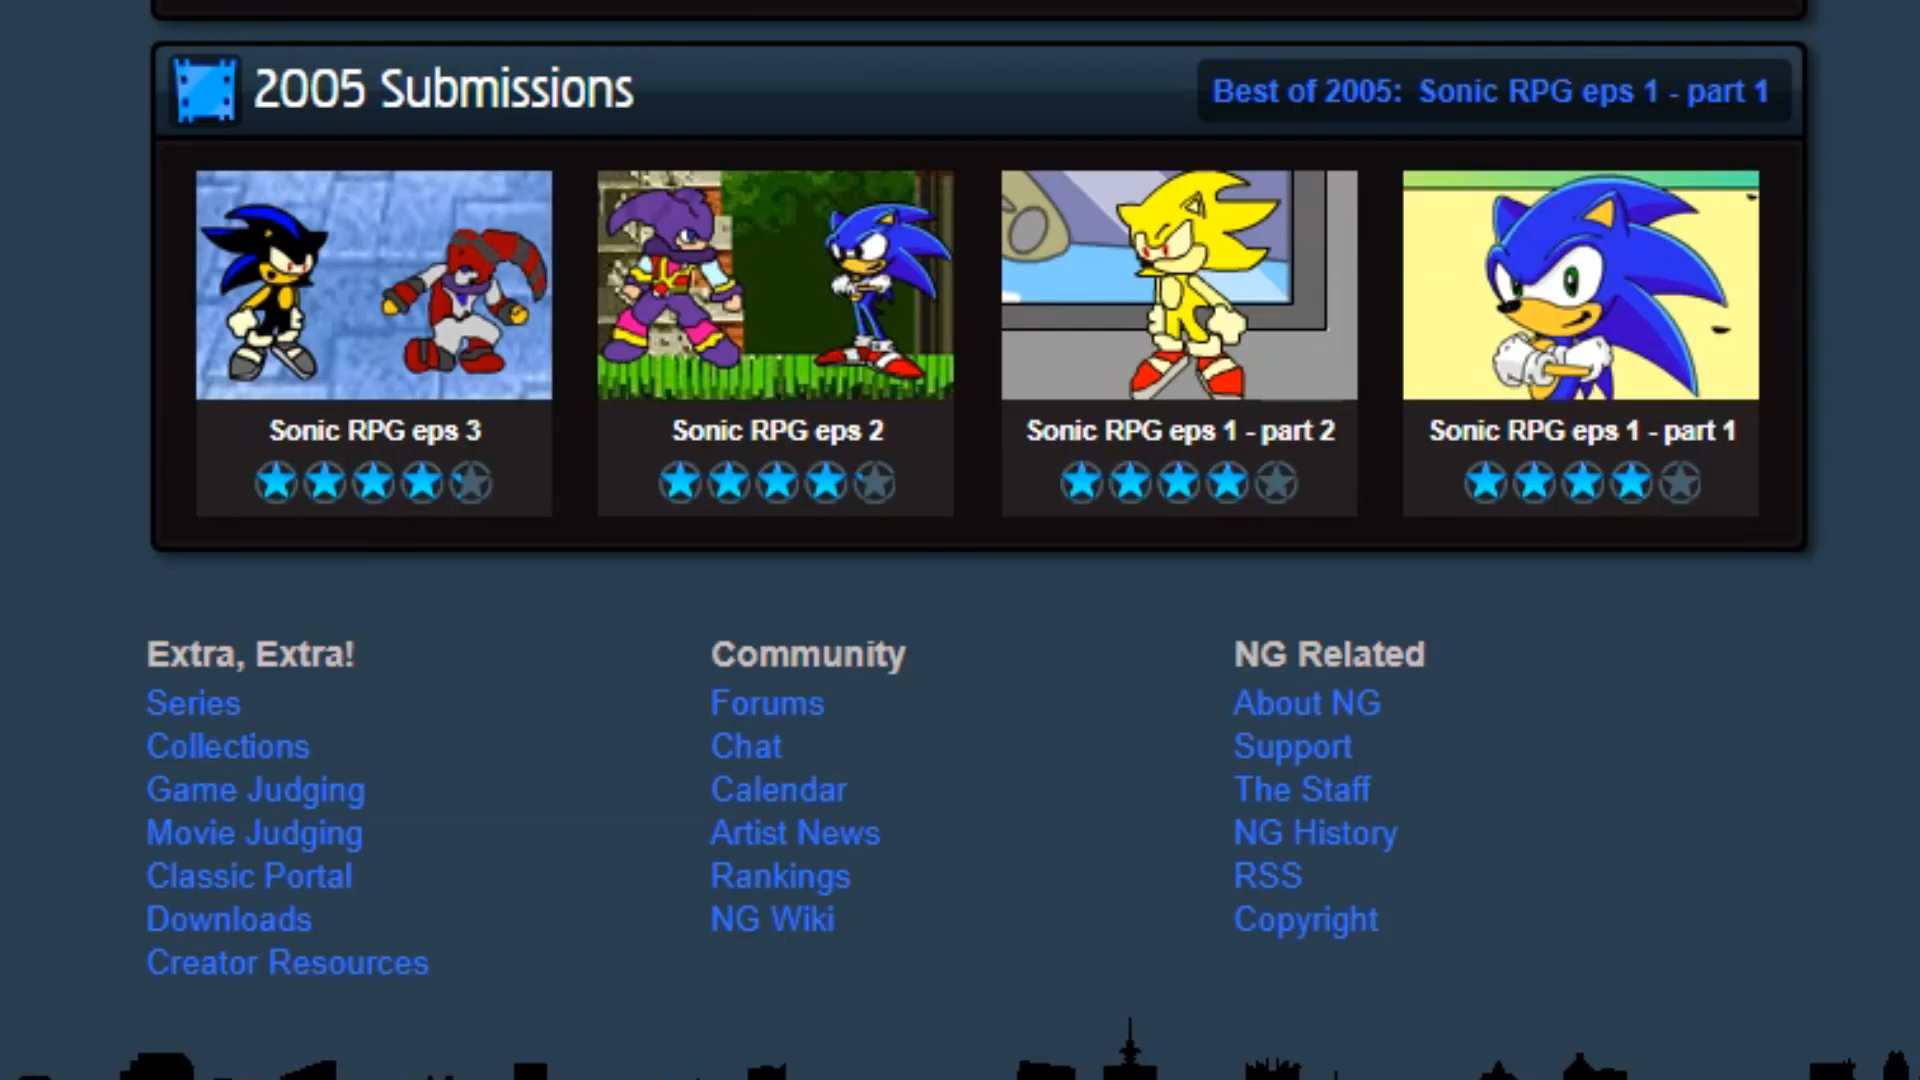 2005 Submissions
Best of 2005: Sonic RPG eps 1 - part 1
Sonic RPG eps 3
Sonic RPG eps 2
Sonic RPG eps 1 - part 2
Sonic RPG eps 1 - part 1
Extra, Extra!
Series
Collections
Game Judging
Movie Judging
Classic Portal
Downloads
Creator Resources
Community
Forums
Chat
Calendar
Artist News
Rankings
NG Wiki
NG Related
About NG
Support
The Staff
NG History
RSS
Copyright